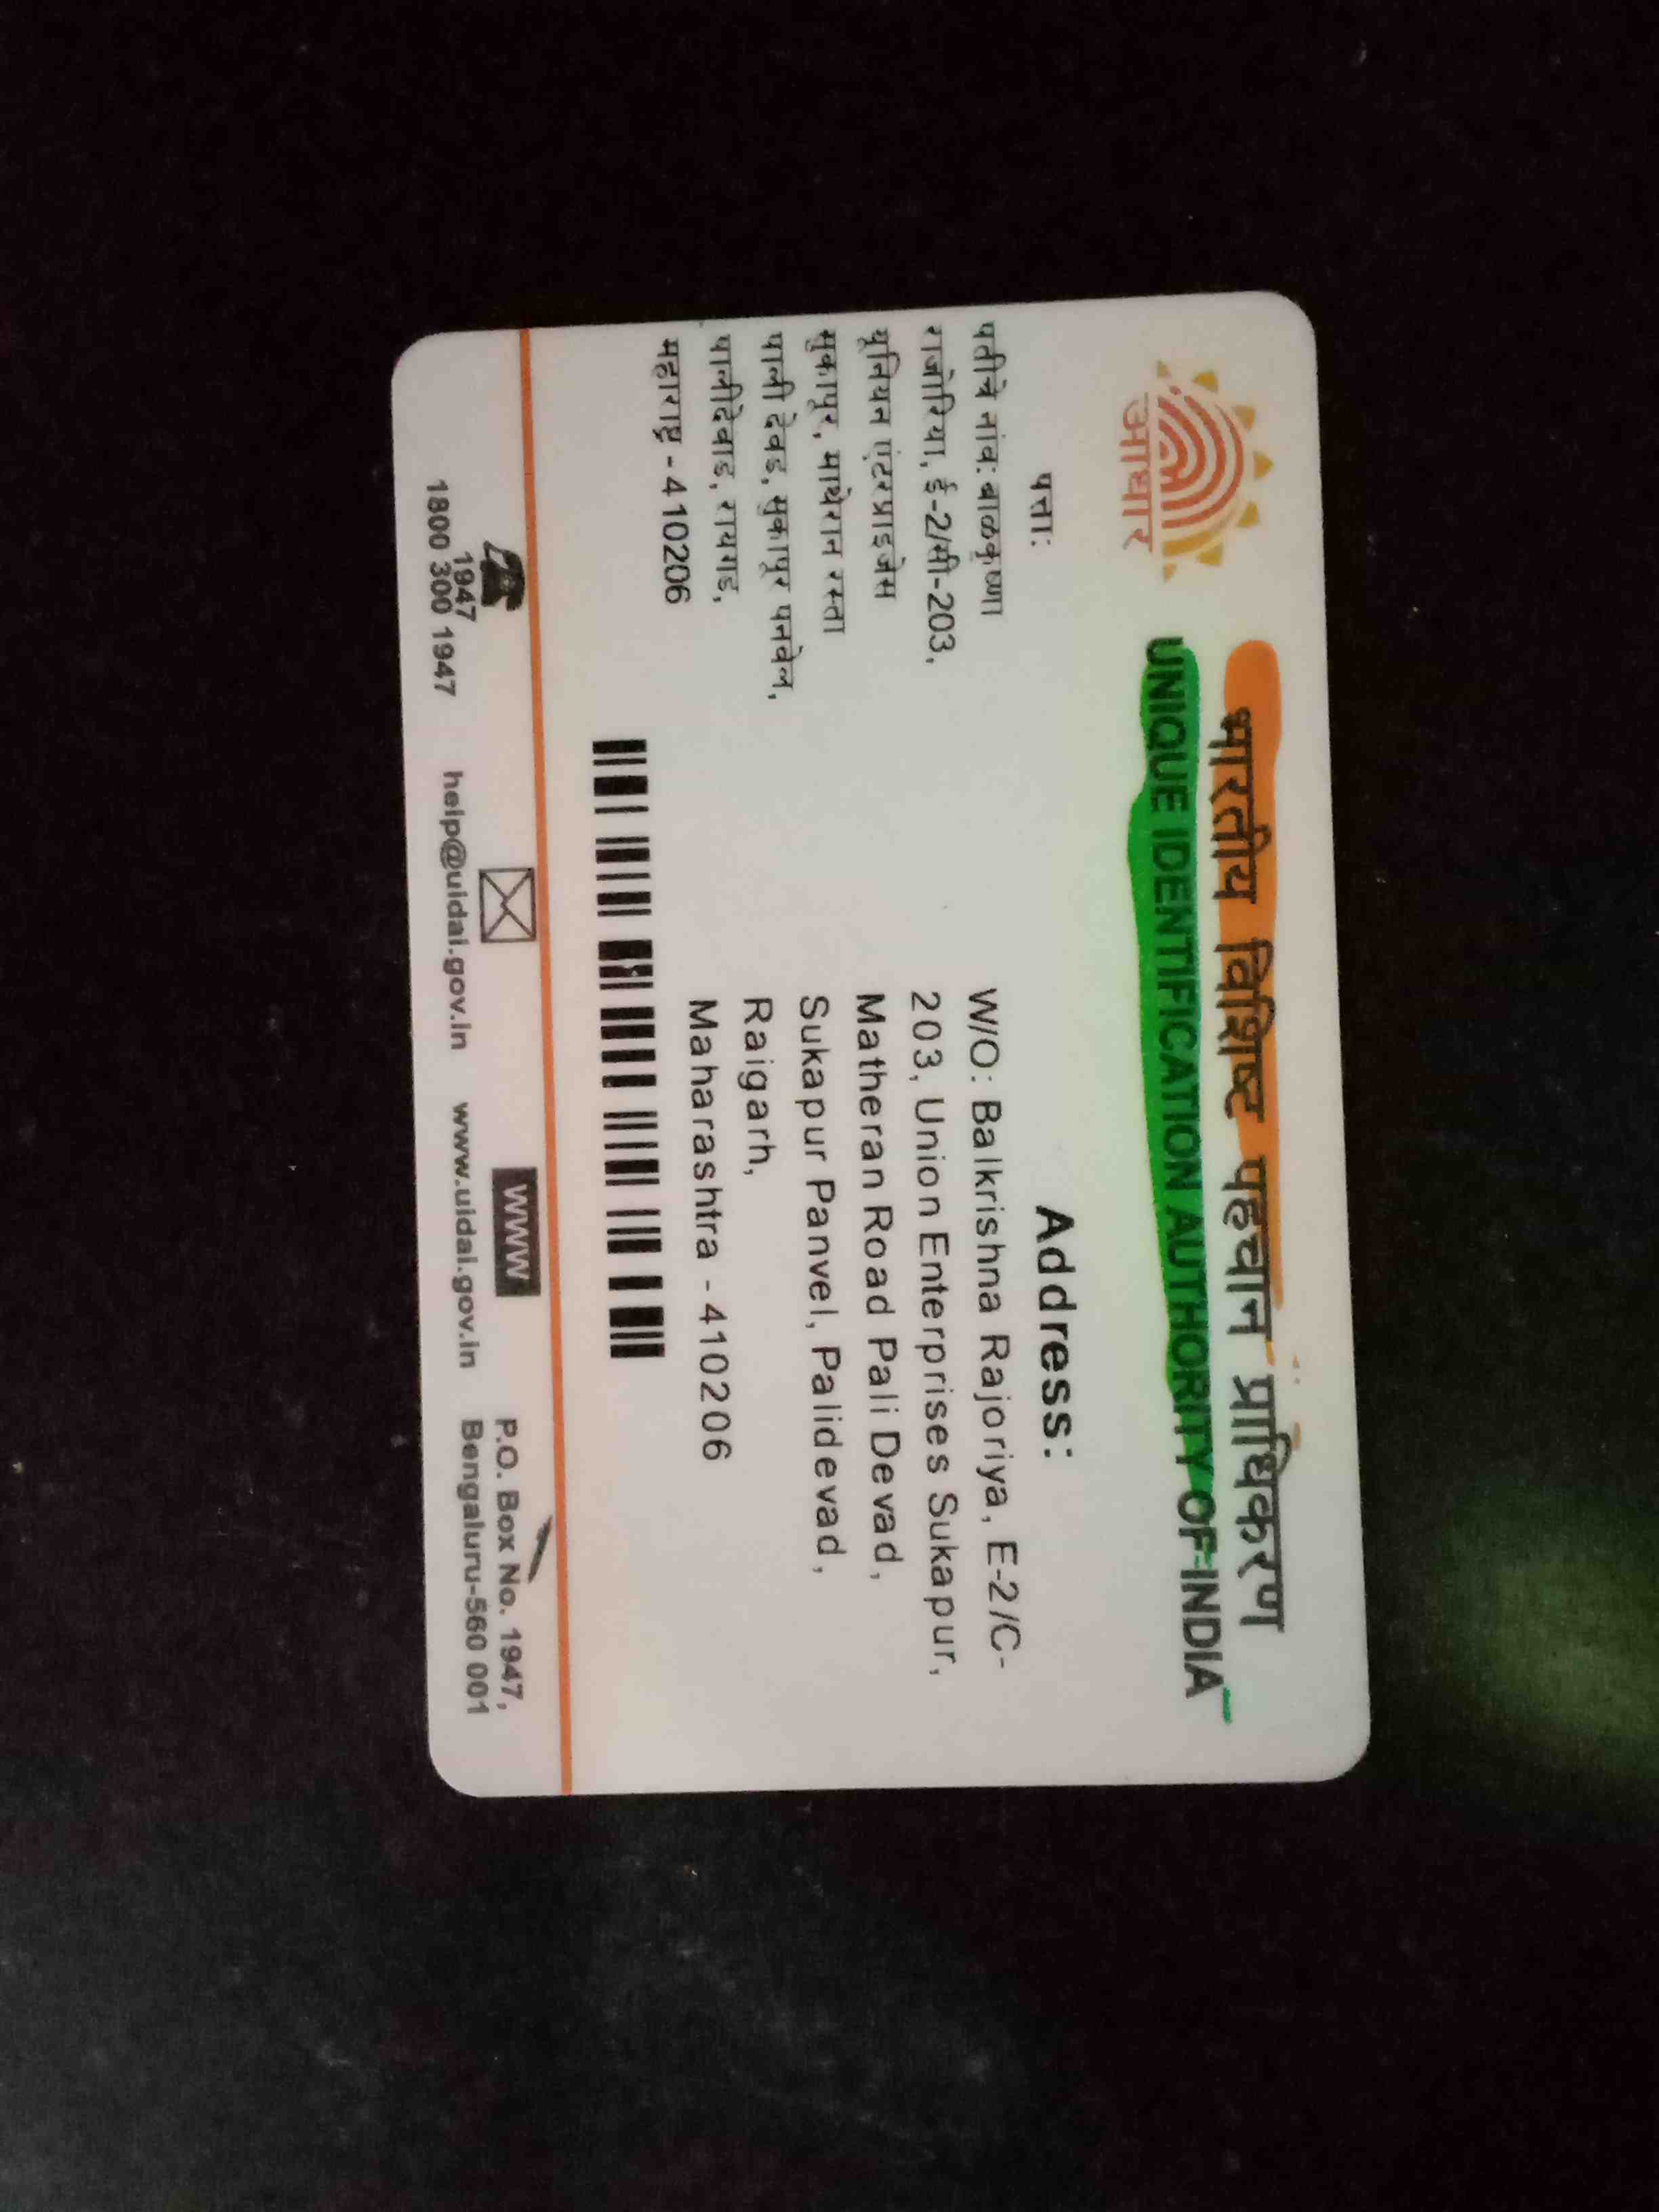 भारतीय विशिष्ट पहचान प्राधिकरण
UNIQUE IDENTIFICATION AUTHORITY OF INDIA
आधार
पत्ता:
पतीचे नांव: बाळकृष्णा
राजोरिया, ई-2/सी-203,
युनियन एंटरप्राइजेस
सुकापुर, माथेरान रस्ता
पाली देवड, सुकापुर पनवेल,
पालीदेवाड, रायगड,
महाराष्ट्र - 410206
Address:
W/O: Balkrishna Rajoriya, E-2/C-
203, Union Enterprises Sukapur,
Matheran Road Pali Devad,
Sukapur Panvel, Palidevad,
Raigarh,
Maharashtra - 410206
1947
1800 300 1947
help@uidai.gov.in
WWW
www.uidai.gov.in
P.O. Box No. 1947,
Bengaluru-560 001